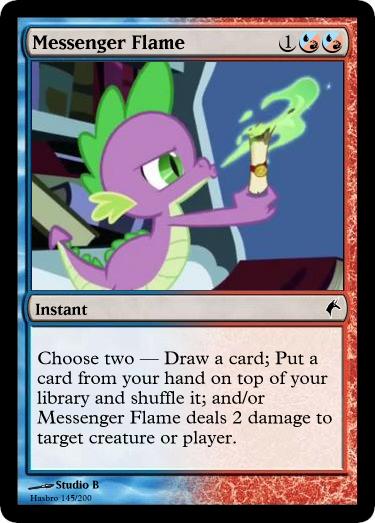 Messenger Flame 1
Instant
Choose two — Draw a card; Put a
card from your hand on top of your
library and shuffle it; and/or
Messenger Flame deals 2 damage to
target creature or player.
Studio B
Hasbro 145/200